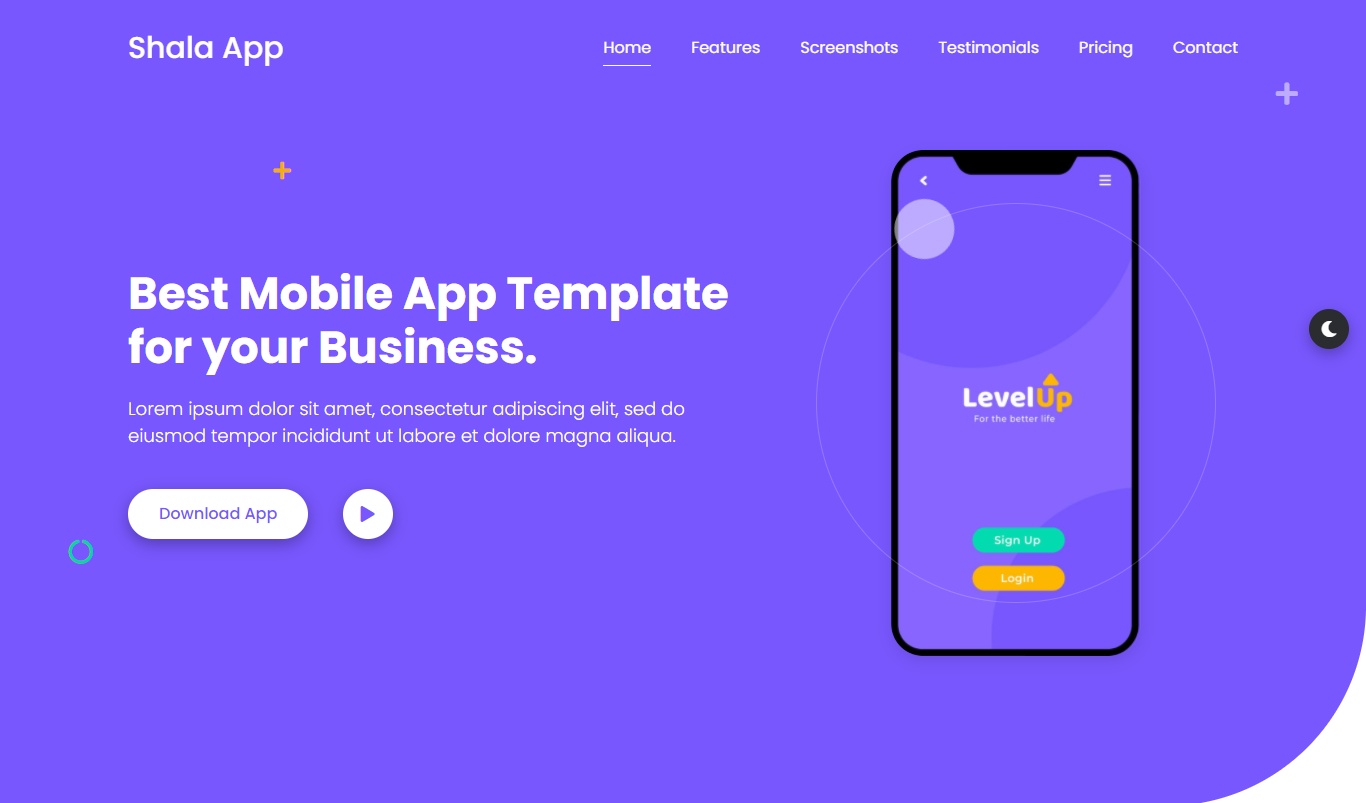 Shala App
Home
Features
Screenshots
Testimonials
Pricing
Contact
Best Mobile App Template
for your Business.
Lorem ipsum dolor sit amet, consectetur adipiscing elit, sed do
eiusmod tempor incididunt ut labore et dolore magna aliqua.
Download App
LevelUp
For the better life
Sign Up
Login